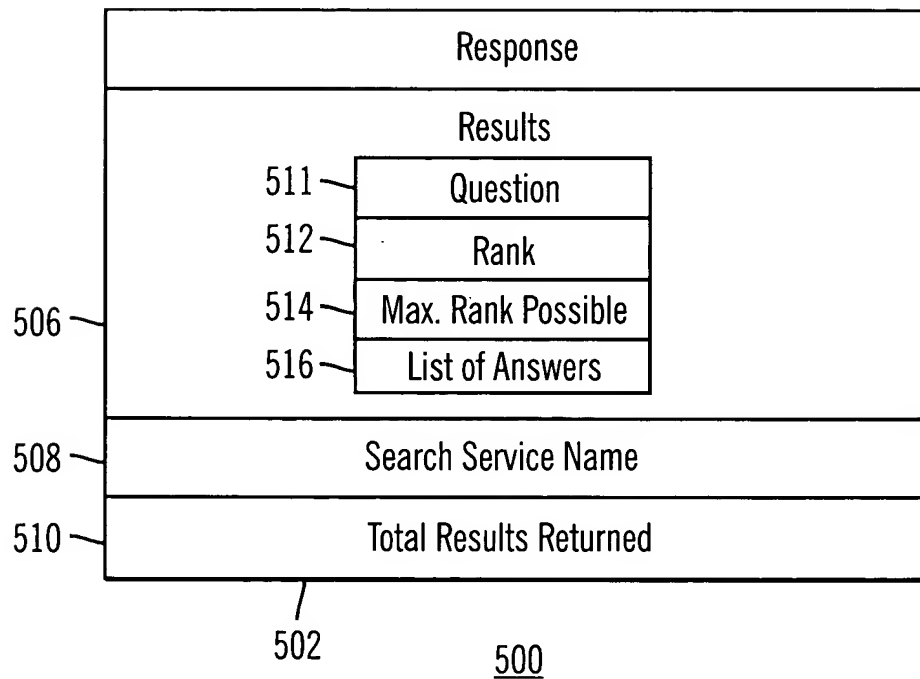 Response
Results
511 Question
512 Rank
514 Max. Rank Possible
506
516 List of Answers
508 Search Service Name
510 Total Results Returned
502
500